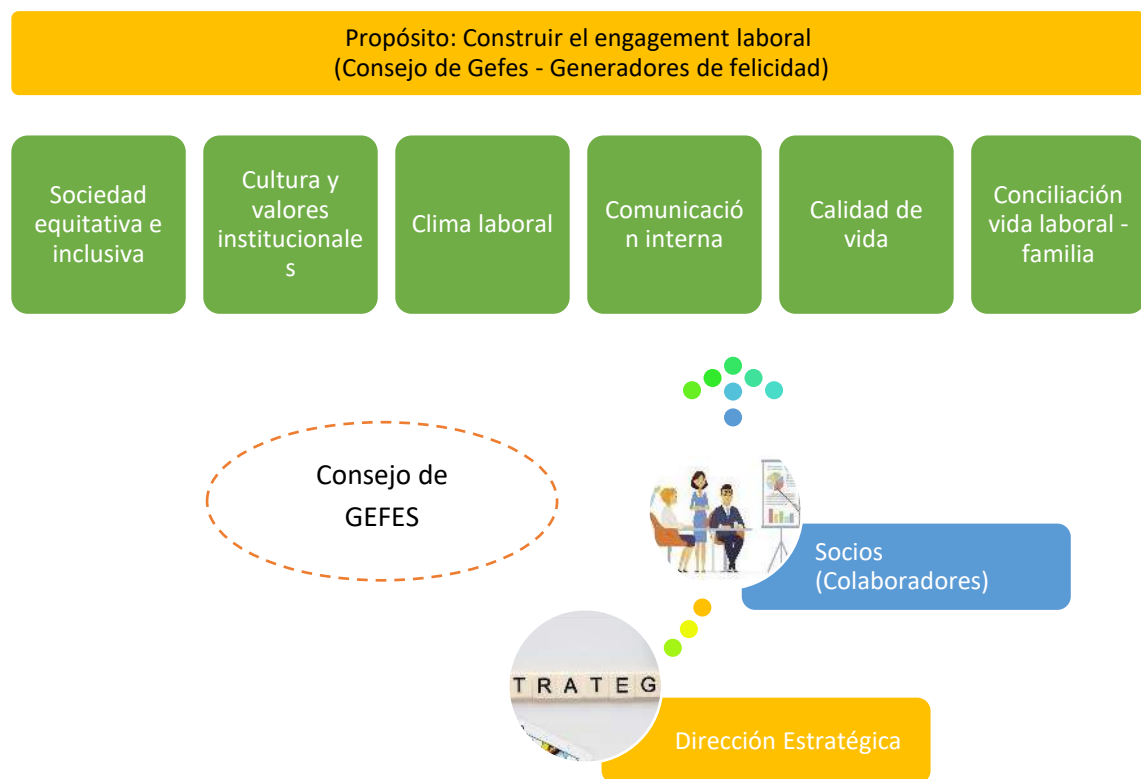 Propósito: Construir el engagement laboral
(Consejo de Gefes - Generadores de felicidad)
Sociedad
equitativa e
inclusiva
Cultura y
valores
institucionale
s
Clima laboral
Comunicació
n interna
Calidad de
vida
Conciliación
vida laboral -
familia
Consejo de
GEFES
Socios
(Colaboradores)
TRATEG
Dirección Estratégica